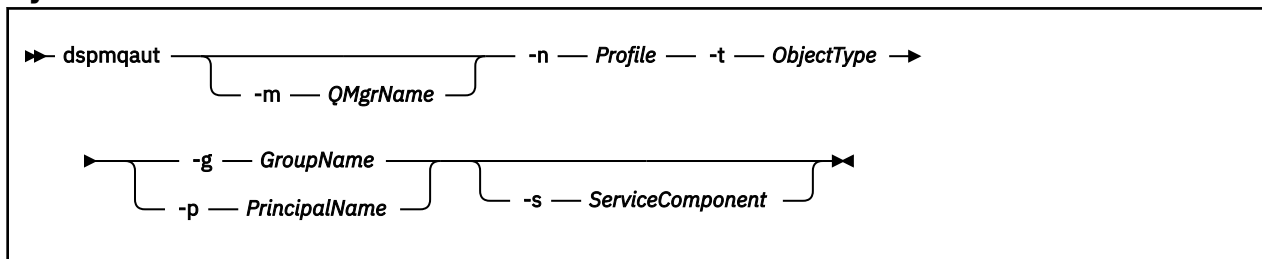 dspmqaut -n Profile -t ObjectType
-m QMgrName
-g GroupName
-p PrincipalName
-s ServiceComponent